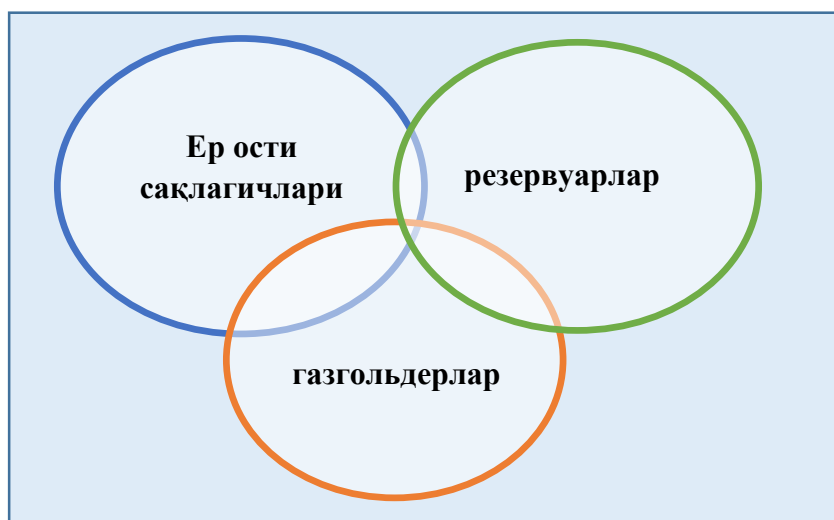 Ер ости
сақлагичлари
резервуарлар
газгольдерлар